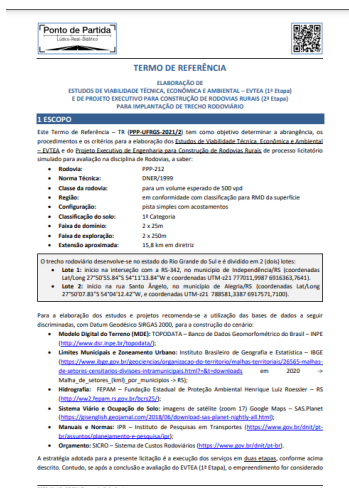 Ponto de Partida
Lúdico-Real-Didático
TERMO DE REFERÊNCIA
ELABORAÇÃO DE
ESTUDOS DE VIABILIDADE TÉCNICA, ECONÔMICA E AMBIENTAL – EVTEA (1ª Etapa)
E DE PROJETO EXECUTIVO PARA CONSTRUÇÃO DE RODOVIAS RURAIS (2ª Etapa)
PARA IMPLANTAÇÃO DE TRECHO RODOVIÁRIO
1 ESCOPO
Este Termo de Referência – TR (PPP-UFRGS-2021/2) tem como objetivo determinar a abrangência, os
procedimentos e os critérios para a elaboração dos Estudos de Viabilidade Técnica, Econômica e Ambiental
– EVTEA e do Projeto Executivo de Engenharia para Construção de Rodovias Rurais de processo licitatório
simulado para avaliação na disciplina de Rodovias, a saber:
• Rodovia: PPP-212
• Norma Técnica: DNER/1999
• Classe da rodovia: para um volume esperado de 500 vpd
• Região: em conformidade com classificação para RMD da superfície
• Configuração: pista simples com acostamentos
• Classificação do solo: 1ª Categoria
• Faixa de domínio: 2 x 25m
• Faixa de exploração: 2 x 250m
• Extensão aproximada: 15,8 km em diretriz
O trecho rodoviário desenvolve-se no estado do Rio Grande do Sul e é dividido em 2 (dois) lotes:
• Lote 1: início na interseção com a RS-342, no município de Independência/RS (coordenadas
Lat/Long 27°50'55.84"S 54°11'13.84"W e coordenadas UTM-z21 777011,9987 6916363,7641).
• Lote 2: início na rua Santo Ângelo, no município de Alegria/RS (coordenadas Lat/Long
27°50'07.83"S 54°04'12.42"W, e coordenadas UTM-z21 788581,3387 6917571,7100).
Para a elaboração dos estudos e projetos recomenda-se a utilização das bases de dados a seguir
discriminadas, com Datum Geodésico SIRGAS 2000, para a construção do cenário:
• Modelo Digital do Terreno (MDE): TOPODATA – Banco de Dados Geomorfométrico do Brasil – INPE
(http://www.dsr.inpe.br/topodata/);
• Limites Municipais e Zoneamento Urbano: Instituto Brasileiro de Geografia e Estatística – IBGE
(https://www.ibge.gov.br/geociencias/organizacao-do-territorio/malhas-territoriais/26565-malhas-
de-setores-censitarios-divisoes-intramunicipais.html?=&t=downloads em 2020 ->
Malha_de_setores_(kml)_por_municipios -> RS);
• Hidrografia: FEPAM – Fundação Estadual de Proteção Ambiental Henrique Luiz Roessler – RS
(http://ww2.fepam.rs.gov.br/bcrs25/);
• Sistema Viário e Ocupação do Solo: imagens de satélite (zoom 17) Google Maps – SAS.Planet
(https://gisenglish.geojamal.com/2018/06/download-sas-planet-nightly-all.html);
• Manuais e Normas: IPR – Instituto de Pesquisas em Transportes (https://www.gov.br/dnit/pt-
br/assuntos/planejamento-e-pesquisa/ipr);
• Orçamento: SICRO – Sistema de Custos Rodoviários (https://www.gov.br/dnit/pt-br).
A estratégia adotada para a presente licitação é a execução dos serviços em duas etapas, conforme acima
descrito. Contudo, se após a conclusão e avaliação do EVTEA (1ª Etapa), o empreendimento for considerado